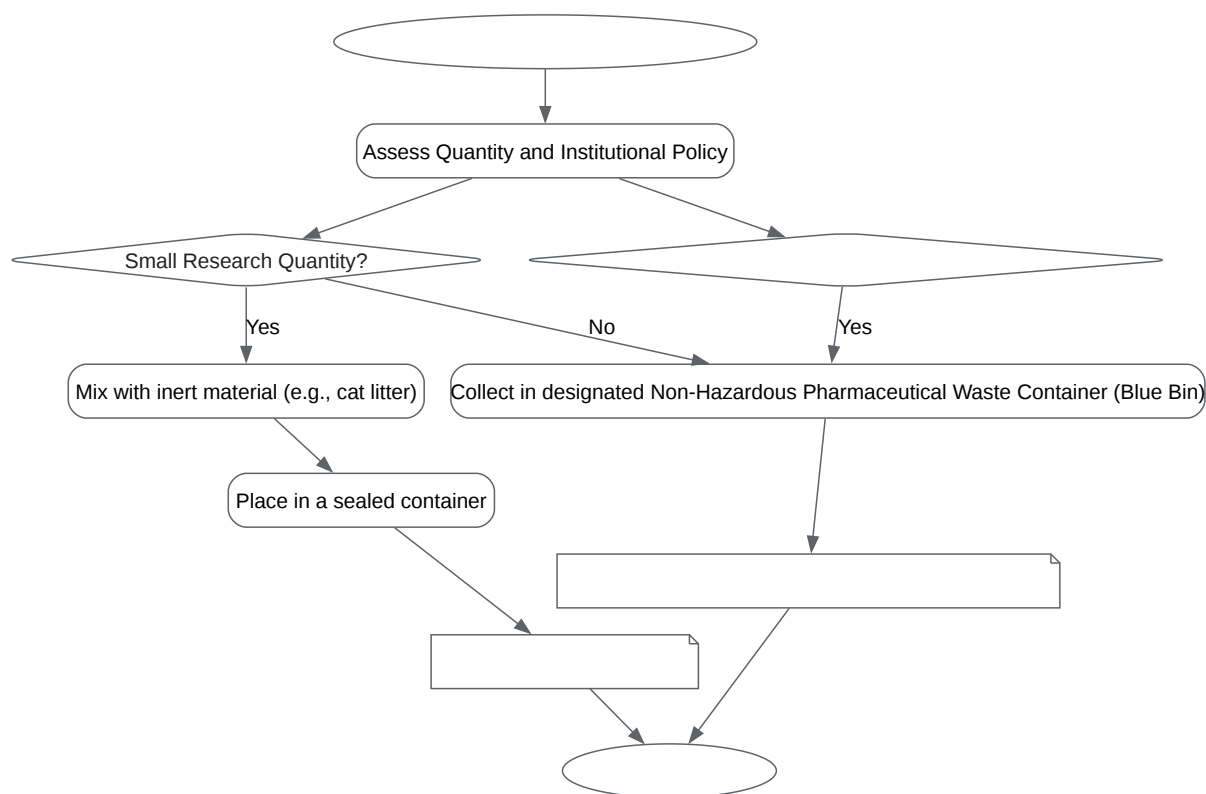 Assess Quantity and Institutional Policy
Small Research Quantity?
Yes
No
Yes
Mix with inert material (e.g., cat litter)
Collect in designated Non-Hazardous Pharmaceutical Waste Container (Blue Bin)
Place in a sealed container